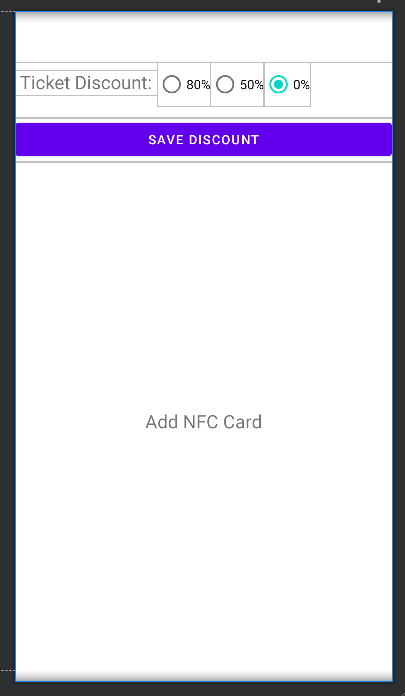 Ticket Discount: 80% 50% 0%
SAVE DISCOUNT
Add NFC Card